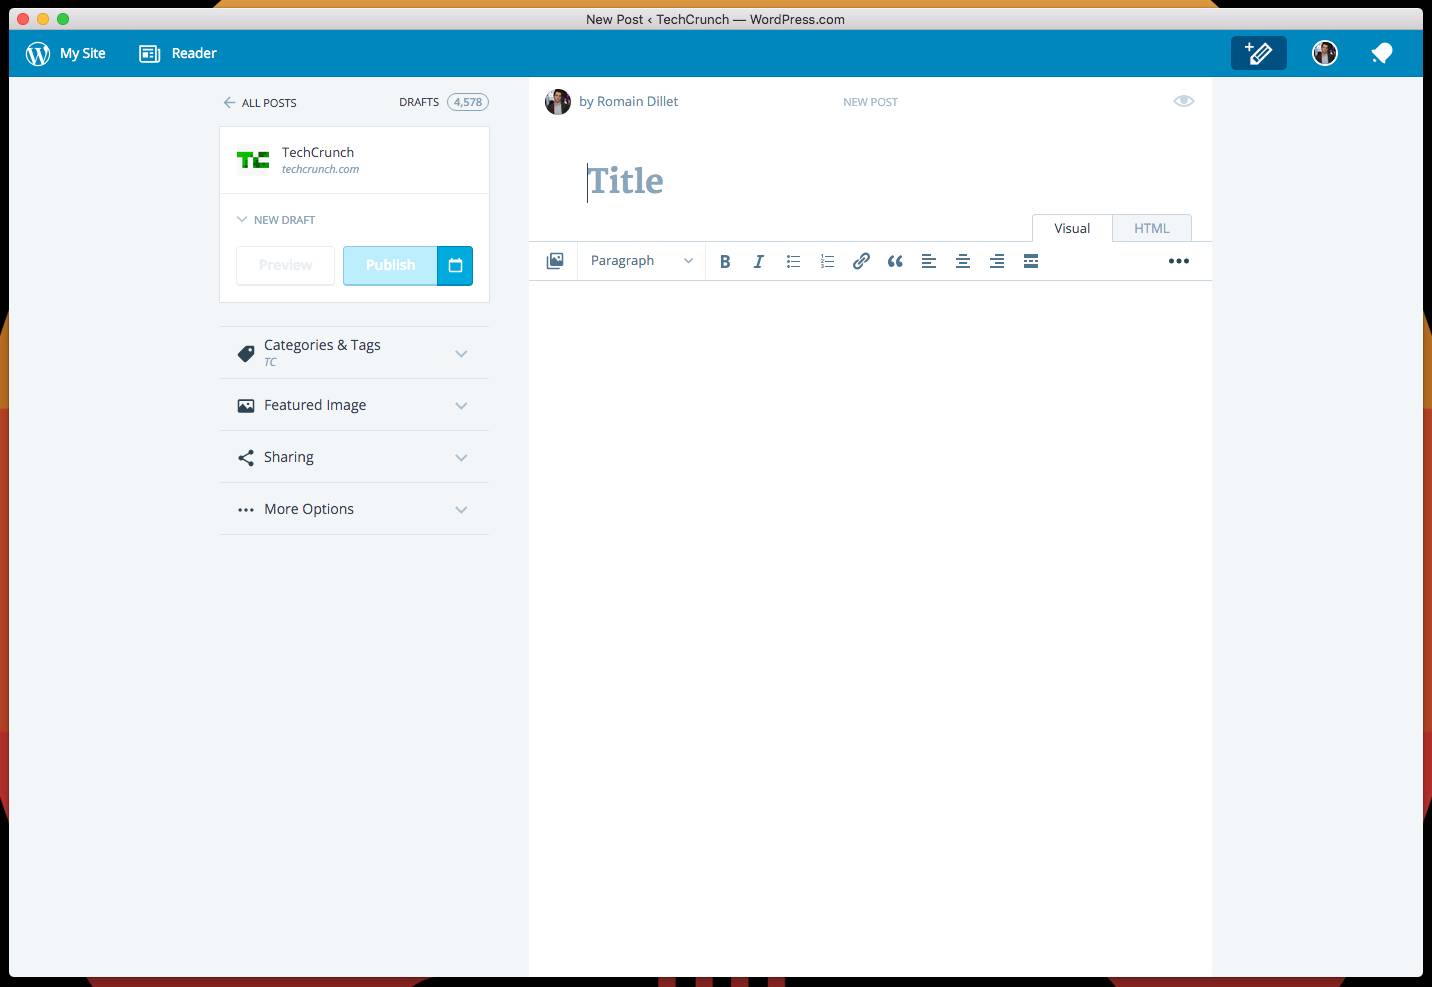 New Post ‹ TechCrunch — WordPress.com
My Site
Reader
ALL POSTS
DRAFTS 4,578
TC
TechCrunch
techcrunch.com
NEW DRAFT
Preview
Publish
Categories & Tags
TC
Featured Image
Sharing
More Options
by Romain Dillet
NEW POST
Title
Visual
HTML
Paragraph
B I